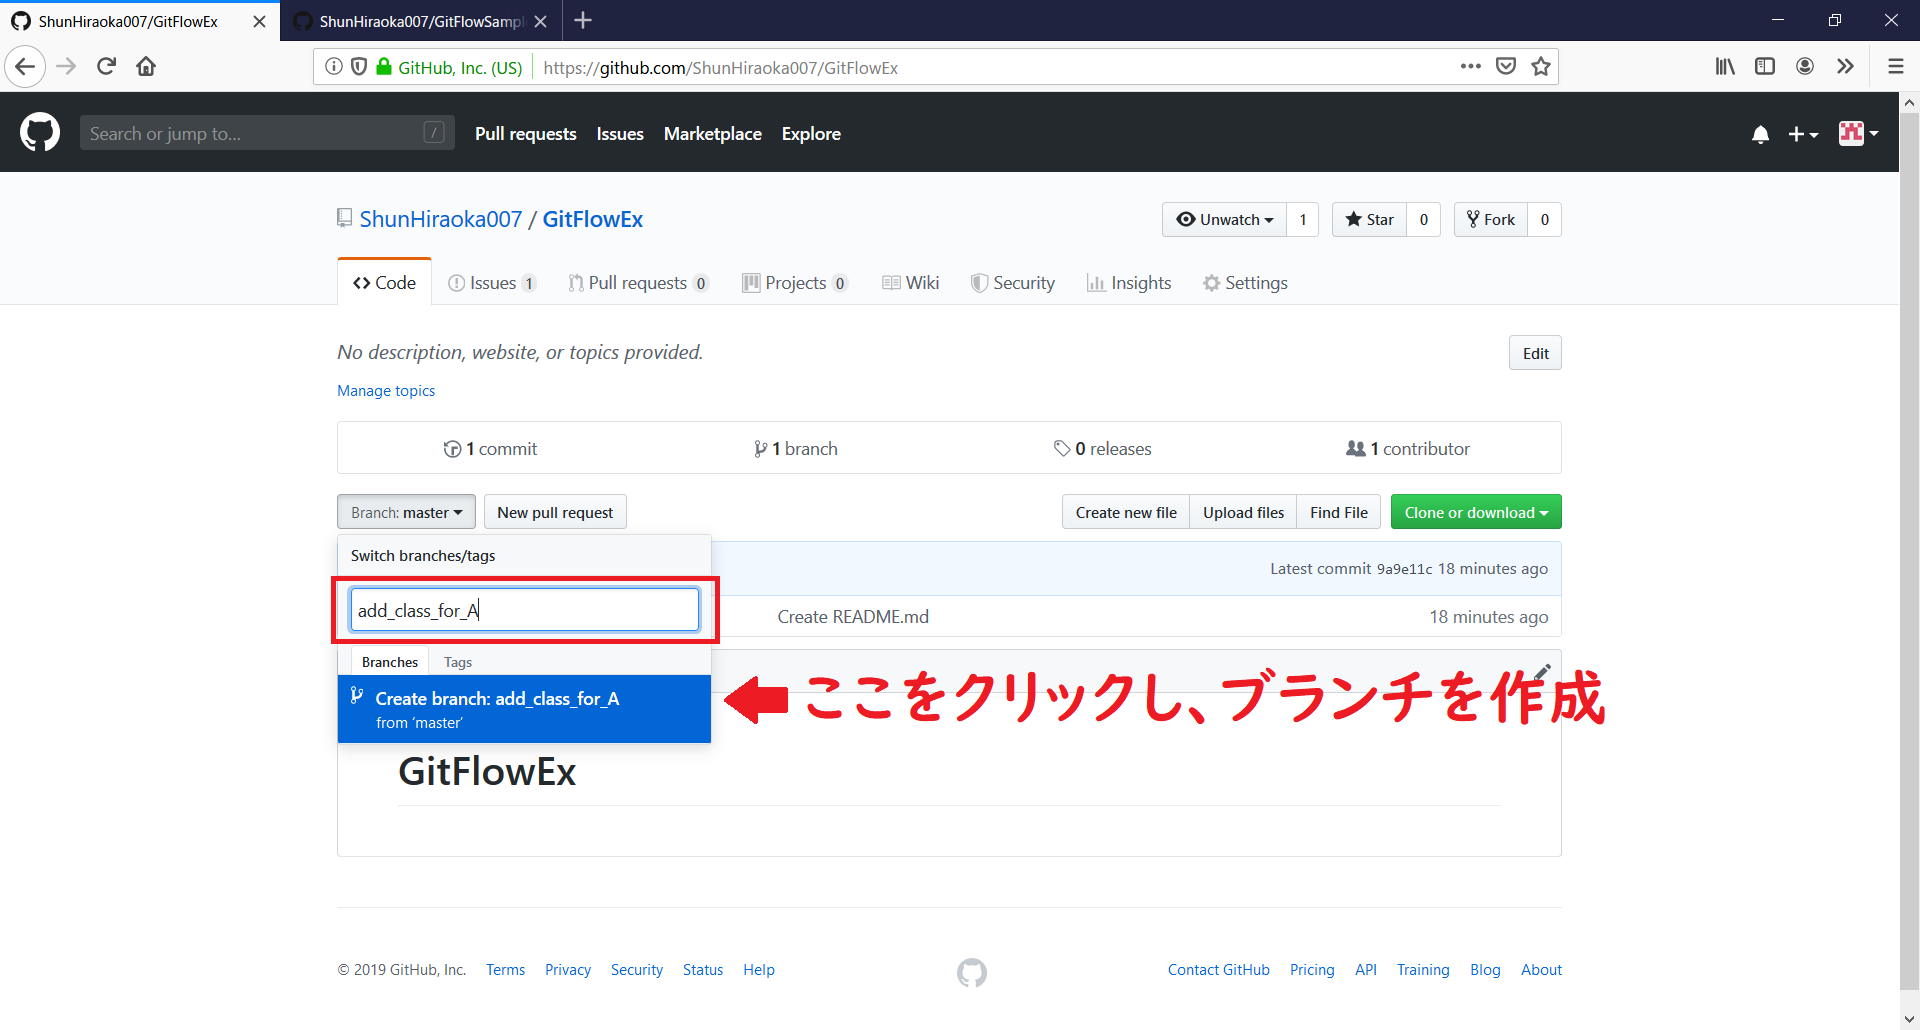 ShunHiraoka007/GitFlowEx
ShunHiraoka007/GitFlowSampl
GitHub, Inc. (US)
https://github.com/ShunHiraoka007/GitFlowEx
Search or jump to…
/
Pull requests
Issues
Marketplace
Explore
ShunHiraoka007 / GitFlowEx
Unwatch 1
Star 0
Fork 0
Code
Issues 1
Pull requests 0
Projects 0
Wiki
Security
Insights
Settings
No description, website, or topics provided.
Edit
Manage topics
1 commit
1 branch
0 releases
1 contributor
Branch: master
New pull request
Create new file
Upload files
Find File
Clone or download
Switch branches/tags
Latest commit 9a9e11c 18 minutes ago
add_class_for_A
Create README.md
18 minutes ago
Branches
Tags
Create branch: add_class_for_A
from ‘master’
ここをクリックし、ブランチを作成
GitFlowEx
© 2019 GitHub, Inc.
Terms
Privacy
Security
Status
Help
Contact GitHub
Pricing
API
Training
Blog
About